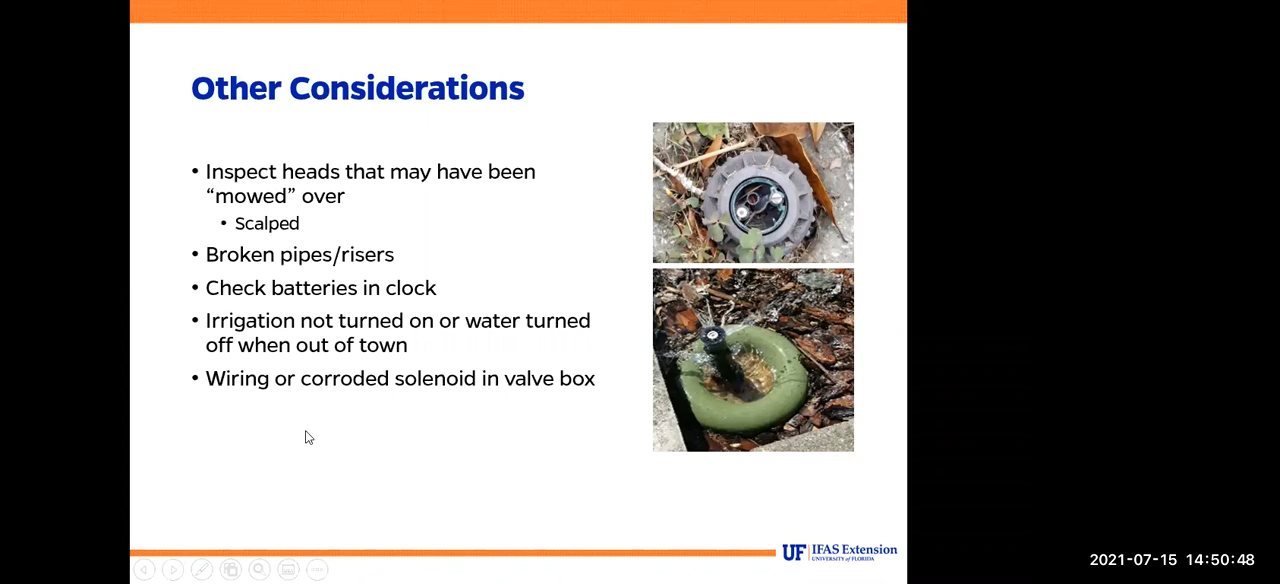 Other Considerations
• Inspect heads that may have been
“mowed” over
• Scalped
• Broken pipes/risers
• Check batteries in clock
• Irrigation not turned on or water turned
off when out of town
• Wiring or corroded solenoid in valve box
UF IFAS Extension
UNIVERSITY of FLORIDA
2021-07-15 14:50:48